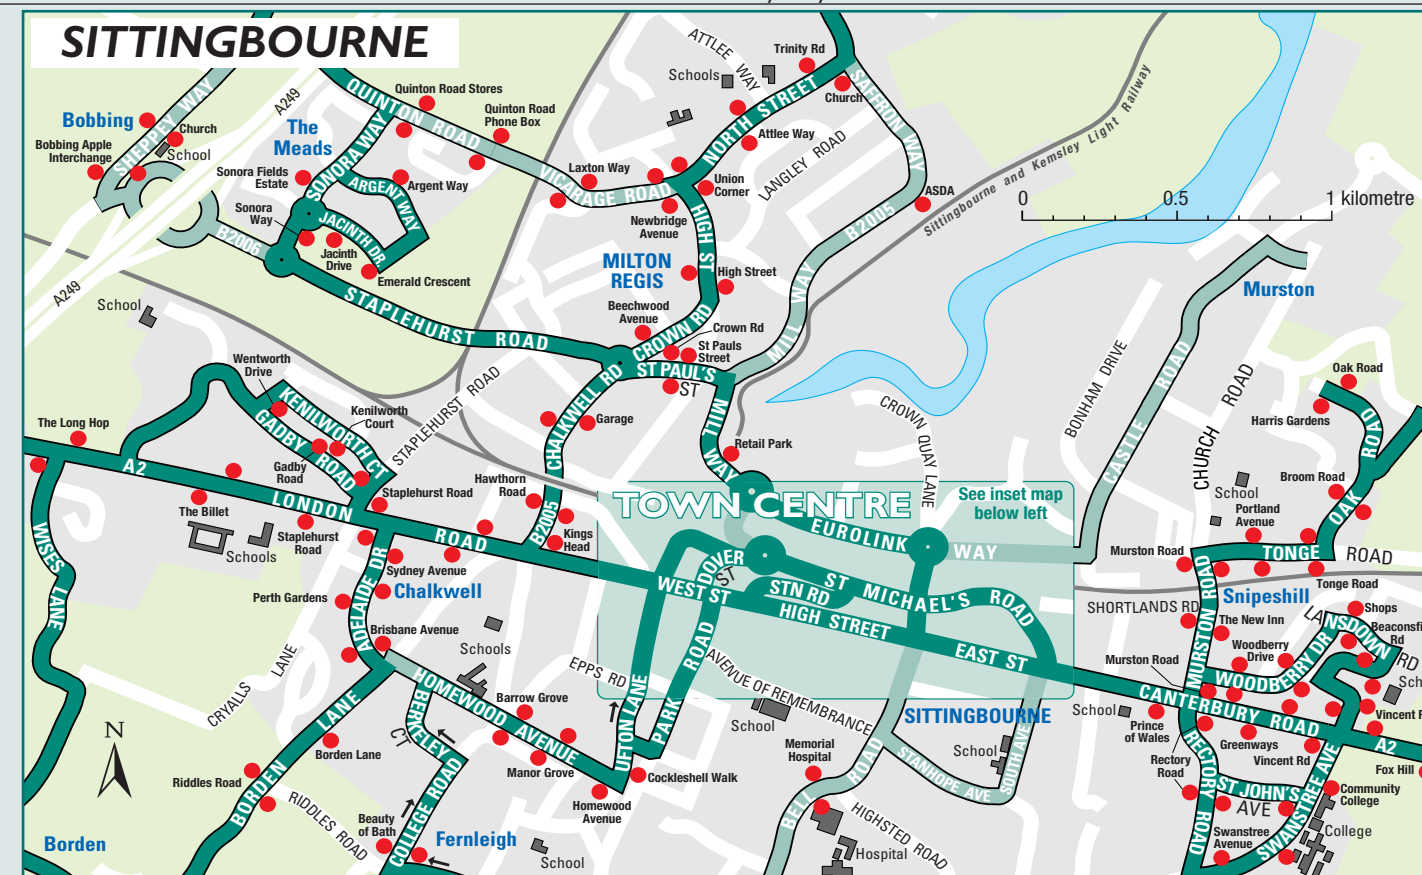 SITTINGBOURNE
ATTLEE WAY
Trinity Rd
Schools
Church
SAFFRON WAY
NORTH STREET
Attlee Way
LANGLEY ROAD
Sittingbourne and Kemsley Light Railway
SHEPPEY WAY
A249
QUINTON ROAD
Quinton Road Stores
Quinton Road
Phone Box
Bobbing
Church
School
Bobbing Apple
Interchange
The
Meads
SONORA WAY
Sonora Fields
Estate
ARGENT WAY
Argent Way
Sonora
Way
JACINTH DR.
Jacinth
Drive
Emerald Crescent
B2006
A249
Laxton Way
VICARAGE ROAD
Union
Corner
Newbridge
Avenue
HIGH ST
MILTON
REGIS
High Street
Beechwood
Avenue
CROWN RD
Crown Rd
St Pauls
Street
ST PAUL'S
ST
ASDA
B2005
MILL WAY
0
0.5
1 kilometre
Murston
School
STAPLEHURST ROAD
Wentworth
Drive
KENILWORTH CT
Kenilworth
Court
GADBY ROAD
Gadby
Road
STAPLEHURST ROAD
CHALKWELL RD
Garage
MILL WAY
Retail Park
CROWN QUAY LANE
BONHAM DRIVE
CASTLE ROAD
CHURCH ROAD
Oak Road
Harris Gardens
OAK ROAD
Broom Road
School
Portland
Avenue
The Long Hop
A2
LONDON ROAD
The Billet
Schools
Staplehurst
Road
Staplehurst Road
Hawthorn
Road
B2005
Kings
Head
WISES LANE
Sydney Avenue
ADELAIDE DR
Chalkwell
Perth Gardens
Brisbane Avenue
TOWN CENTRE
See inset map
below left
EUROLINK WAY
DOVER
ST
WEST ST
STN RD
ST MICHAEL'S ROAD
HIGH STREET
EAST ST
Murston Road
TONGE ROAD
Tonge Road
SHORTLANDS RD
Snipeshill
MURSTON ROAD
The New Inn
Woodberry
Drive
WOODBERRY DR
LANSDOWN RD
Shops
Rd
Murston Road
CANTERBURY ROAD
A2
Schools
EPPS RD
AVENUE OF REMEMBRANCE
School
HOMEWOOD AVENUE
Barrow Grove
Manor Grove
Homewood
Avenue
UFTON LANE
PARK ROAD
Cockleshell Walk
CRYALLS LANE
N
BORDEN LANE
Borden Lane
Riddles Road
RIDDLES ROAD
BERKELEY
CT
COLLEGE ROAD
Beauty
of Bath
Fernleigh
School
Borden
SITTINGBOURNE
Memorial
Hospital
BELL ROAD
HIGHSTED ROAD
Hospital
STANHOPE AVE
SOUTH AVE
School
School
Prince
of Wales
Rectory
Road
RECTORY ROAD
Greenways
Vincent Rd
Fox Hill
ST JOHN'S
AVE
SWANSTREE AVE
Swanstree
Avenue
Community
College
College